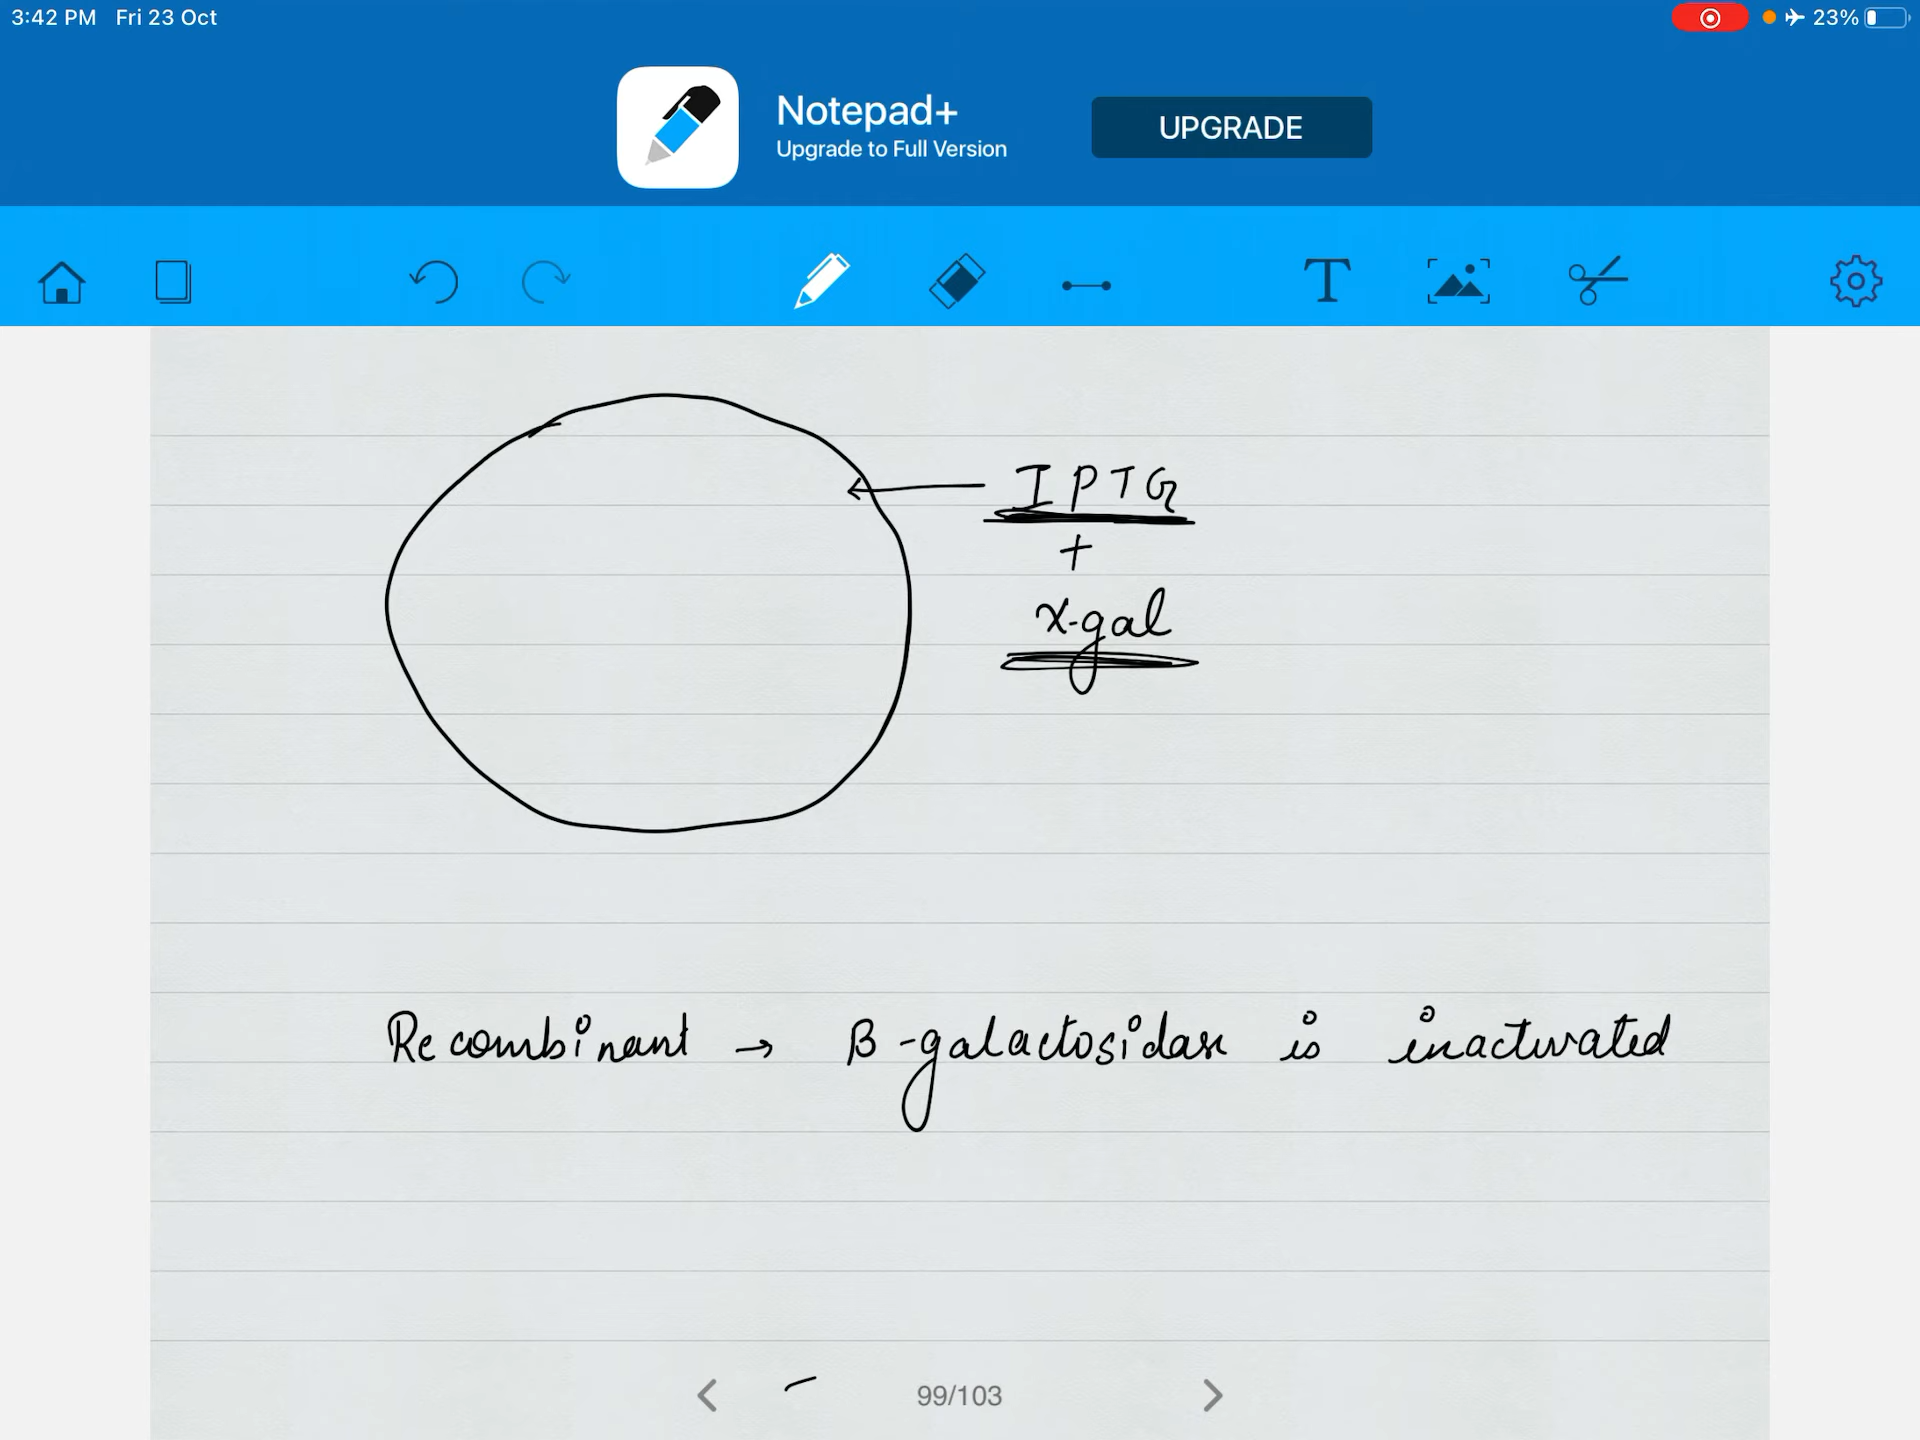 3:42 PM Fri 23 Oct
23%
Notepad+
Upgrade to Full Version
UPGRADE
T
IPTG
+
x-gal
Recombinant → β-galactosidase is inactivated
99/103